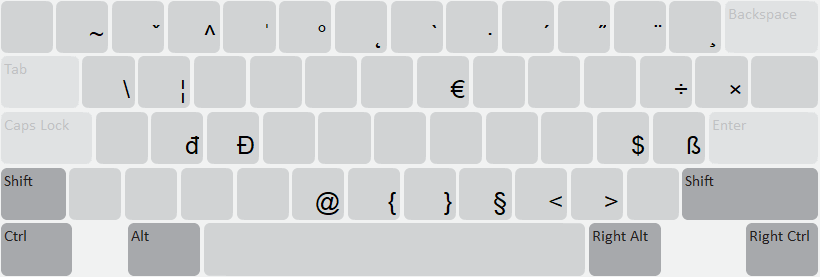 ~ ˇ ^ ˘ ° ˛ ` ˙ ´ ˝ ¨ ¸ Backspace
Tab \ ¦ € ÷ ×
Caps Lock đ Đ $ ß Enter
Shift @ { } § < > Shift
Ctrl Alt Right Alt Right Ctrl